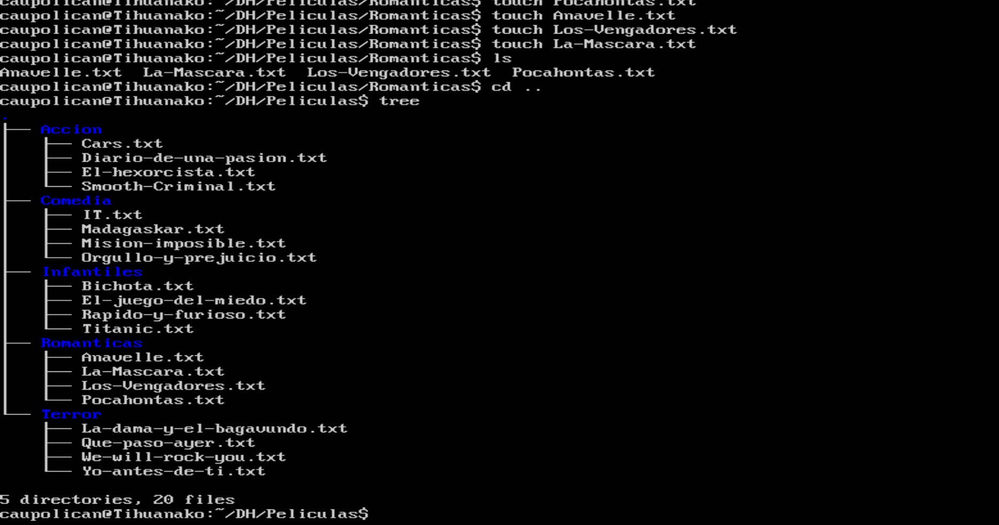 caupolican@Tihuanako:~/DH/Peliculas/Romanticas$ touch Pocahontas.txt
caupolican@Tihuanako:~/DH/Peliculas/Romanticas$ touch Anavelle.txt
caupolican@Tihuanako:~/DH/Peliculas/Romanticas$ touch Los-Vengadores.txt
caupolican@Tihuanako:~/DH/Peliculas/Romanticas$ touch La-Mascara.txt
caupolican@Tihuanako:~/DH/Peliculas/Romanticas$ ls
Anavelle.txt  La-Mascara.txt  Los-Vengadores.txt  Pocahontas.txt
caupolican@Tihuanako:~/DH/Peliculas/Romanticas$ cd ..
caupolican@Tihuanako:~/DH/Peliculas$ tree
.
├── Accion
│   ├── Cars.txt
│   ├── Diario-de-una-pasion.txt
│   ├── El-hexorcista.txt
│   └── Smooth-Criminal.txt
├── Comedia
│   ├── IT.txt
│   ├── Madagaskar.txt
│   ├── Mision-imposible.txt
│   └── Orgullo-y-prejuicio.txt
├── Infantiles
│   ├── Bichota.txt
│   ├── El-juego-del-miedo.txt
│   ├── Rapido-y-furioso.txt
│   └── Titanic.txt
├── Romanticas
│   ├── Anavelle.txt
│   ├── La-Mascara.txt
│   ├── Los-Vengadores.txt
│   └── Pocahontas.txt
└── Terror
    ├── La-dama-y-el-bagavundo.txt
    ├── Que-paso-ayer.txt
    ├── We-will-rock-you.txt
    └── Yo-antes-de-ti.txt

5 directories, 20 files
caupolican@Tihuanako:~/DH/Peliculas$